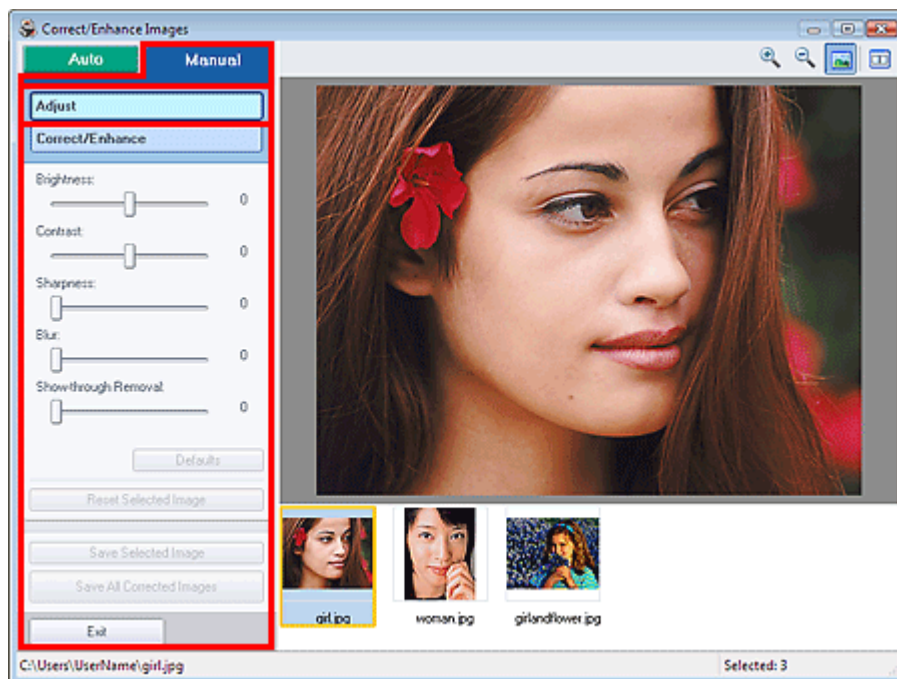 Correct/Enhance Images
Auto
Manual
Adjust
Correct/Enhance
Brightness:
0
Contrast:
0
Sharpness:
0
Blur:
0
Show-through Removal:
0
Defaults
Reset Selected Image
Save Selected Image
Save All Corrected Images
Exit
girl.jpg
woman.jpg
girlandflower.jpg
C:\Users\UserName\girl.jpg
Selected: 3